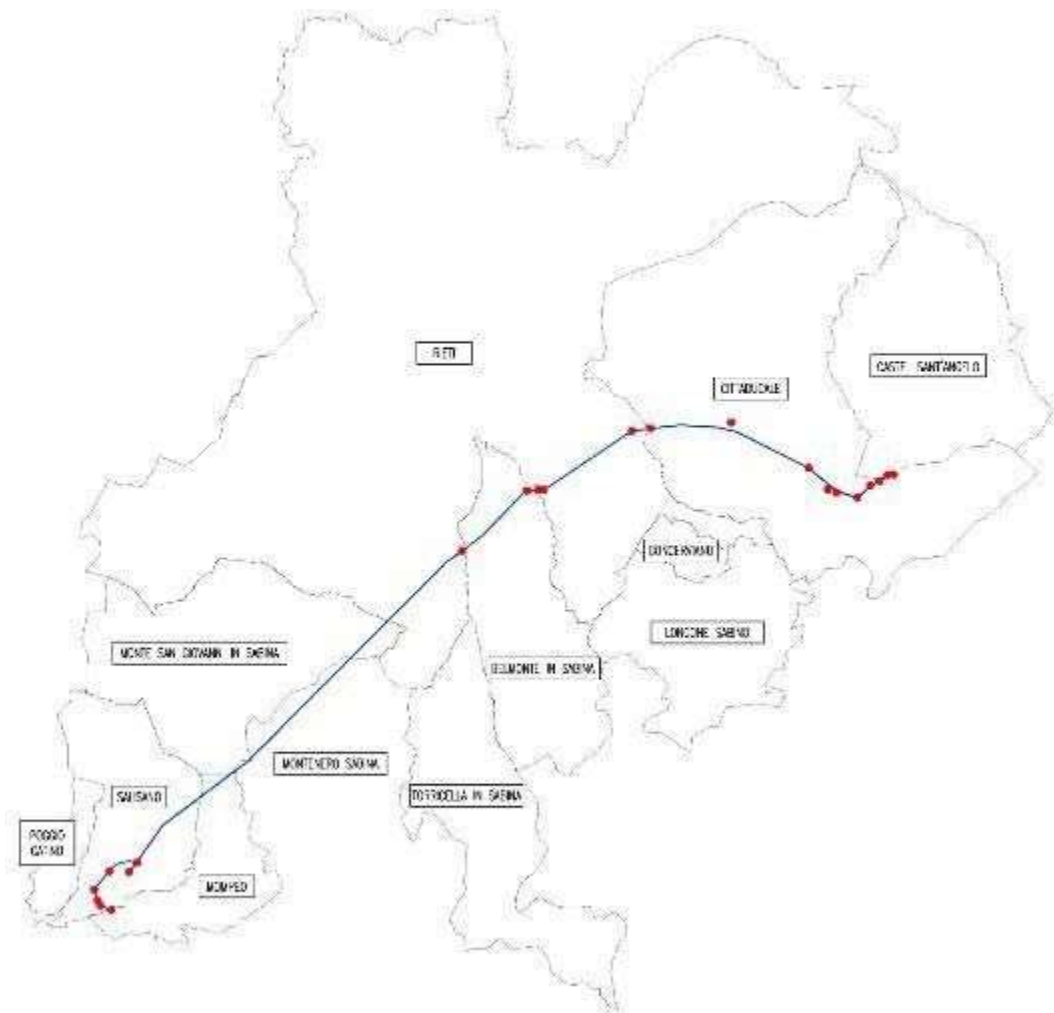 RIETI
CASTEL SANT'ANGELO
CITTADUCALE
CONCERVIANO
LONGONE SABINO
MONTE SAN GIOVANNI IN SABINA
BELMONTE IN SABINA
MONTENERO SABINA
SALISANO
TORRICELLA IN SABINA
POGGIO
CATINO
MOMPEO